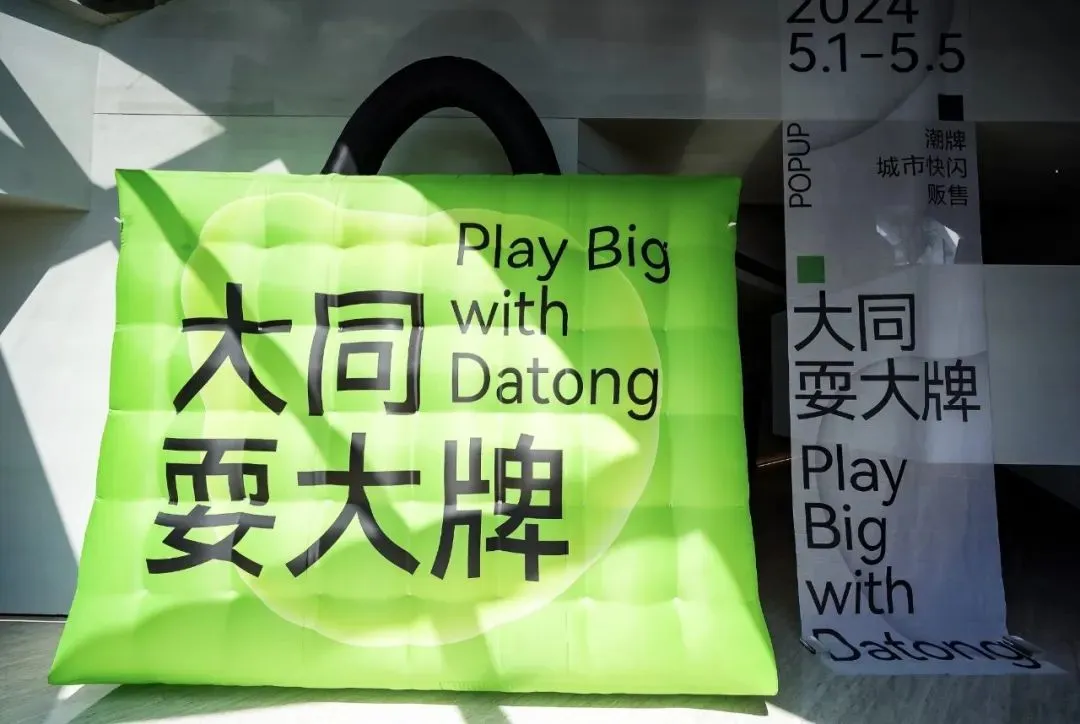 Play Big
with
Datong
大同
耍大牌
2024
5.1-5.5
POPUP
潮牌
城市快闪
贩售
大同
耍大牌
Play
Big
with
Datong